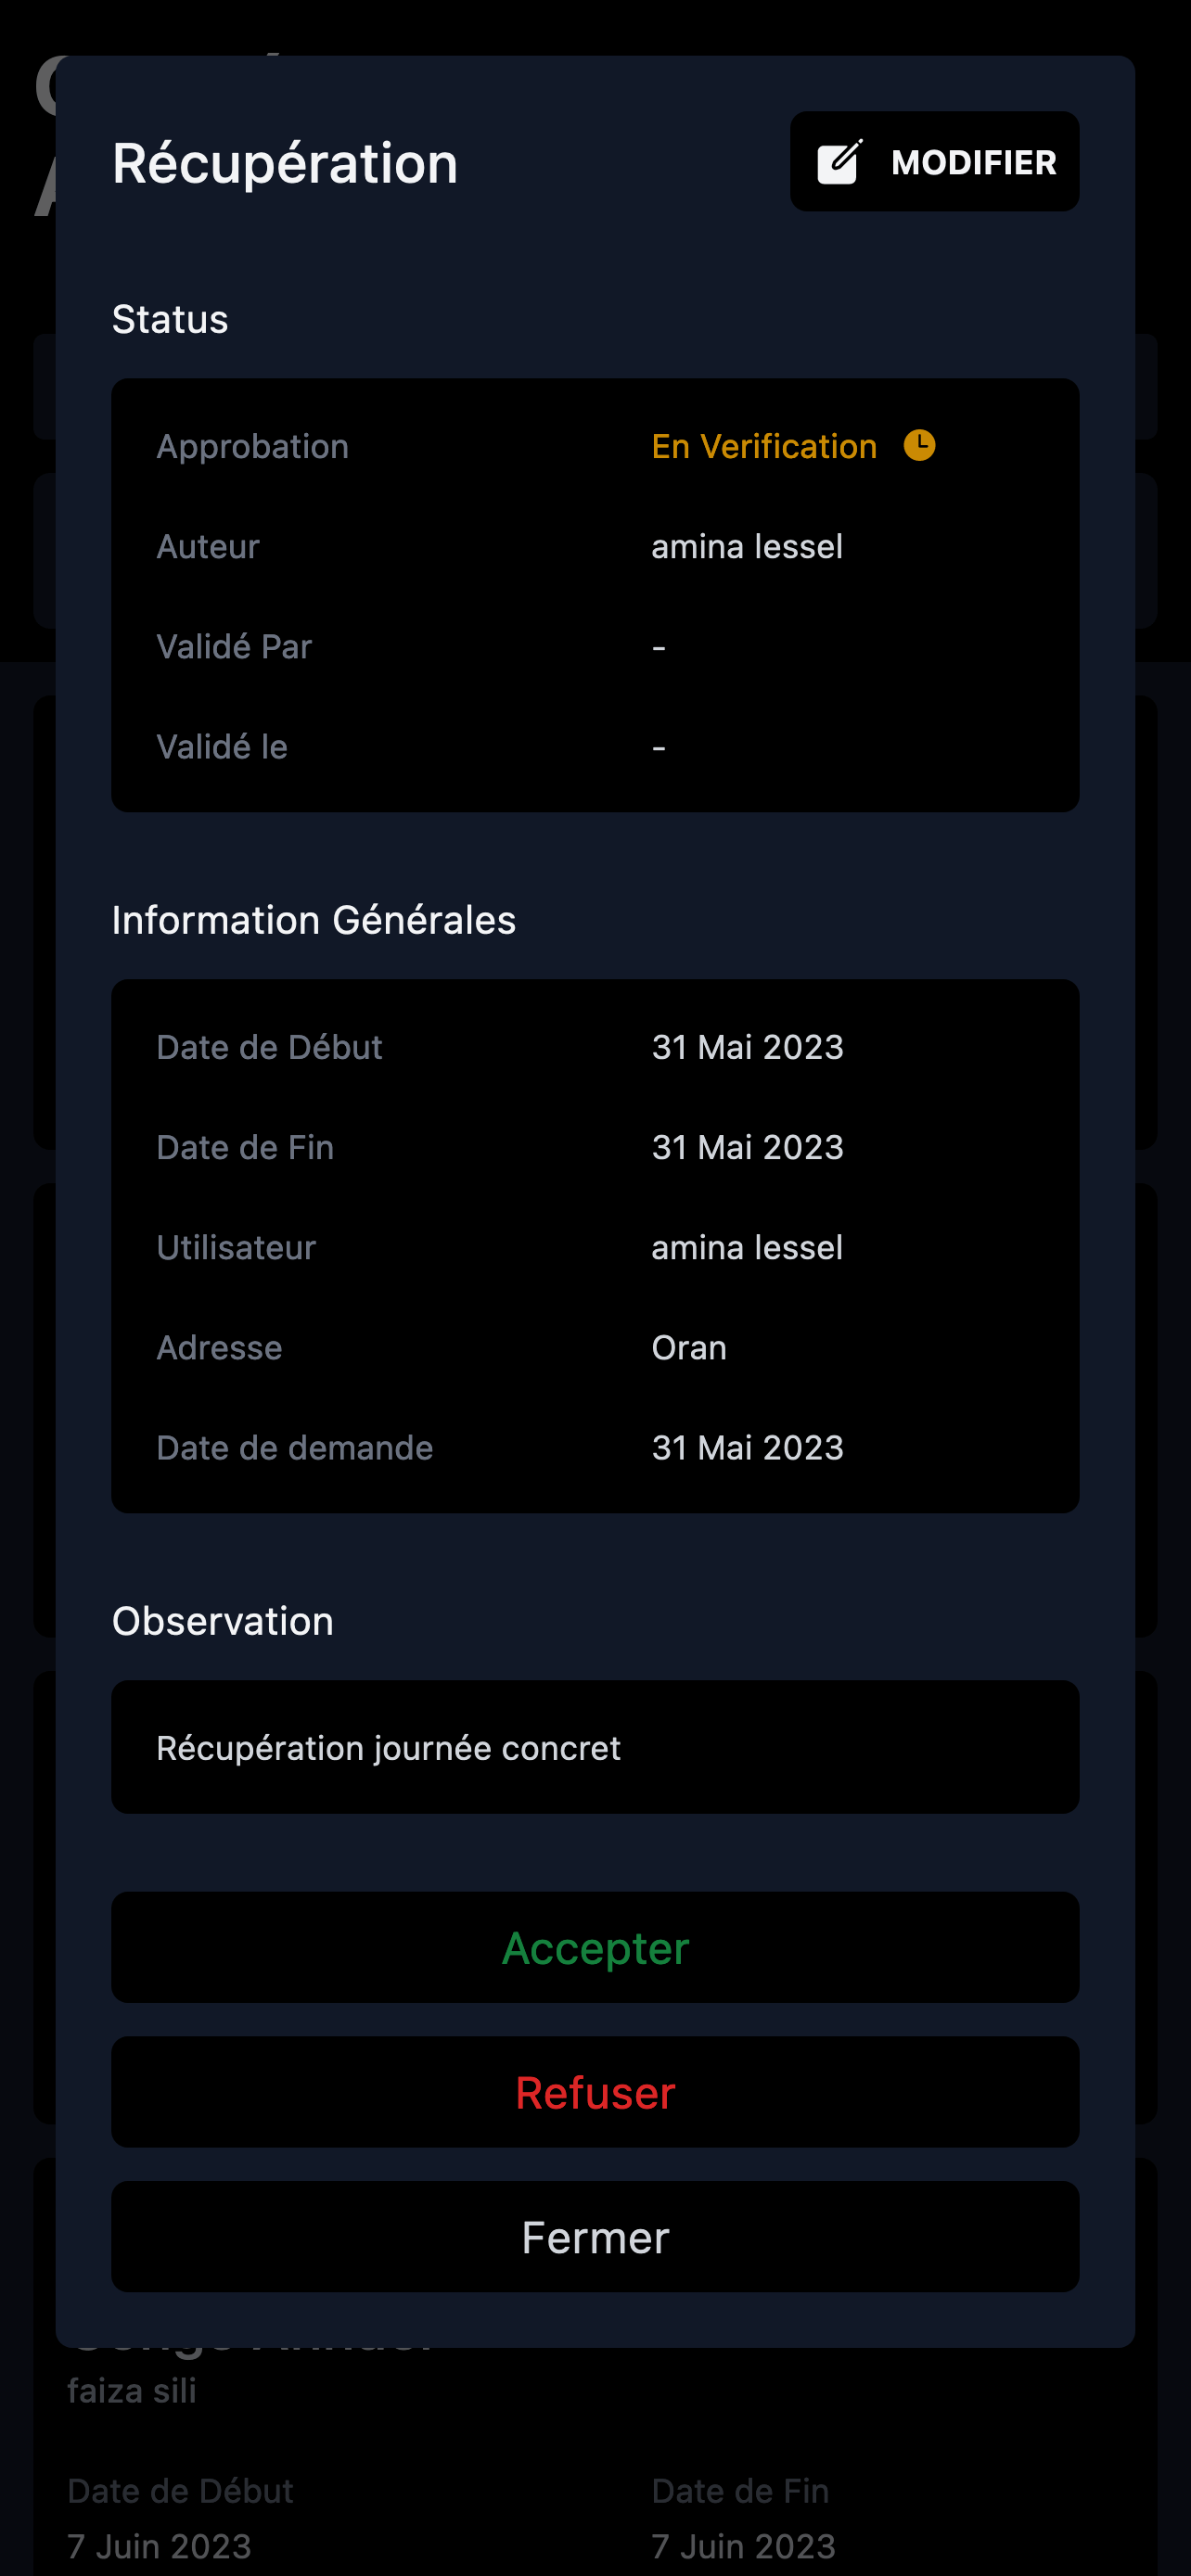 Récupération
MODIFIER
Status
Approbation En Verification
Auteur amina lessel
Validé Par -
Validé le -
Information Générales
Date de Début 31 Mai 2023
Date de Fin 31 Mai 2023
Utilisateur amina lessel
Adresse Oran
Date de demande 31 Mai 2023
Observation
Récupération journée concret
Accepter
Refuser
Fermer
faiza sili
Date de Début Date de Fin
7 Juin 2023 7 Juin 2023